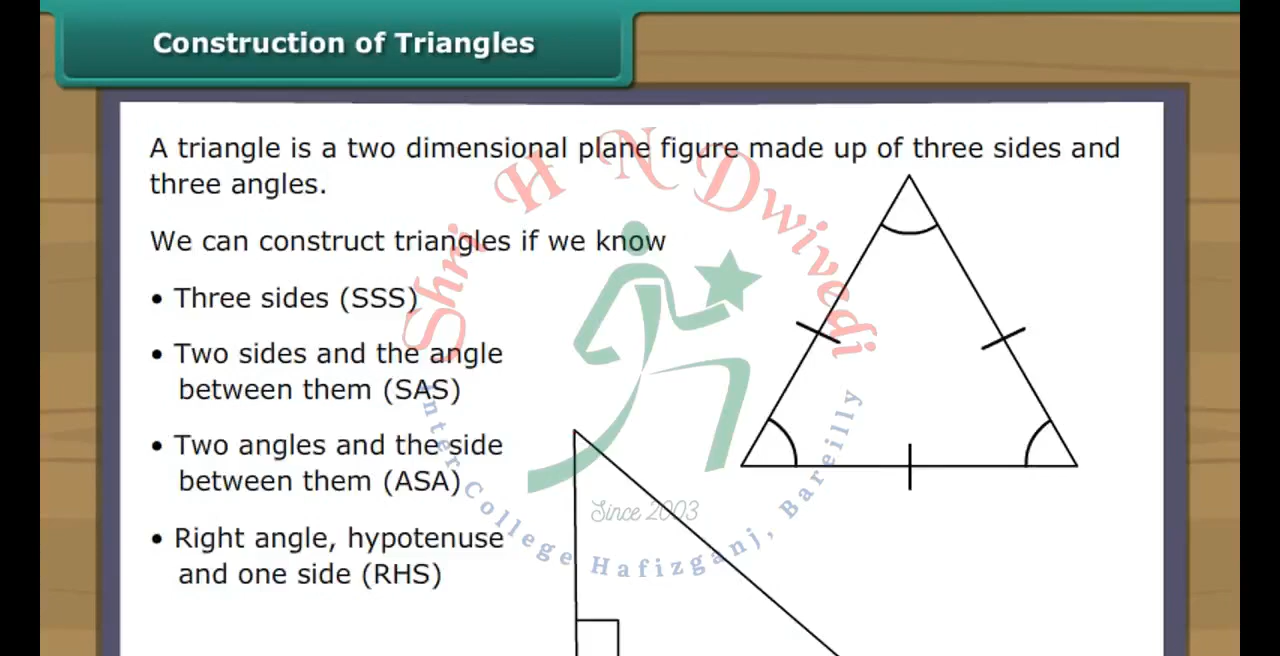 Construction of Triangles
A triangle is a two dimensional plane figure made up of three sides and
three angles.
We can construct triangles if we know
• Three sides (SSS)
• Two sides and the angle
between them (SAS)
• Two angles and the side
between them (ASA)
• Right angle, hypotenuse
and one side (RHS)
Shri H N Dwivedi
Since 2003
Inter College Hafizganj, Bareilly